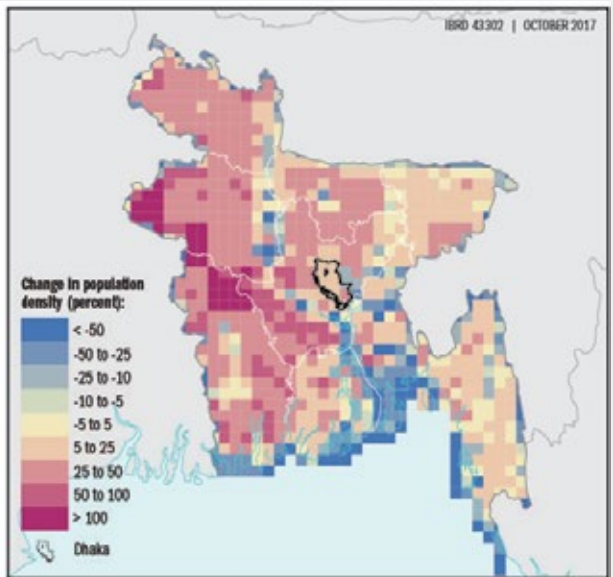 IBRD 43302 | OCTOBER 2017
Change in population
density (percent):
< -50
-50 to -25
-25 to -10
-10 to -5
-5 to 5
5 to 25
25 to 50
50 to 100
> 100
Dhaka